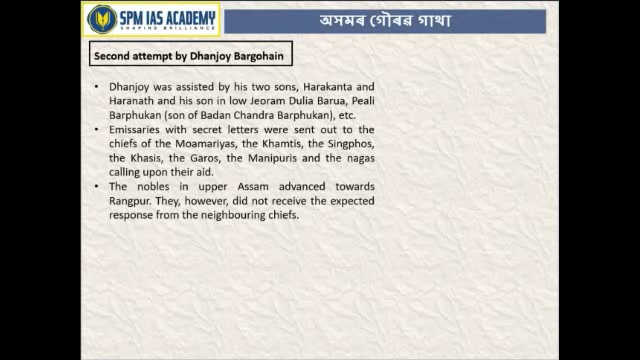 SPM IAS ACADEMY
SHAPING BRILLIANCE
অসমৰ গৌৰৱ গাথা
Second attempt by Dhanjoy Bargohain
• Dhanjoy was assisted by his two sons, Harakanta and
Haranath and his son in low Jeoram Dulia Barua, Peali
Barphukan (son of Badan Chandra Barphukan), etc.
• Emissaries with secret letters were sent out to the
chiefs of the Moamariyas, the Khamtis, the Singphos,
the Khasis, the Garos, the Manipuris and the nagas
calling upon their aid.
• The nobles in upper Assam advanced towards
Rangpur. They, however, did not receive the expected
response from the neighbouring chiefs.